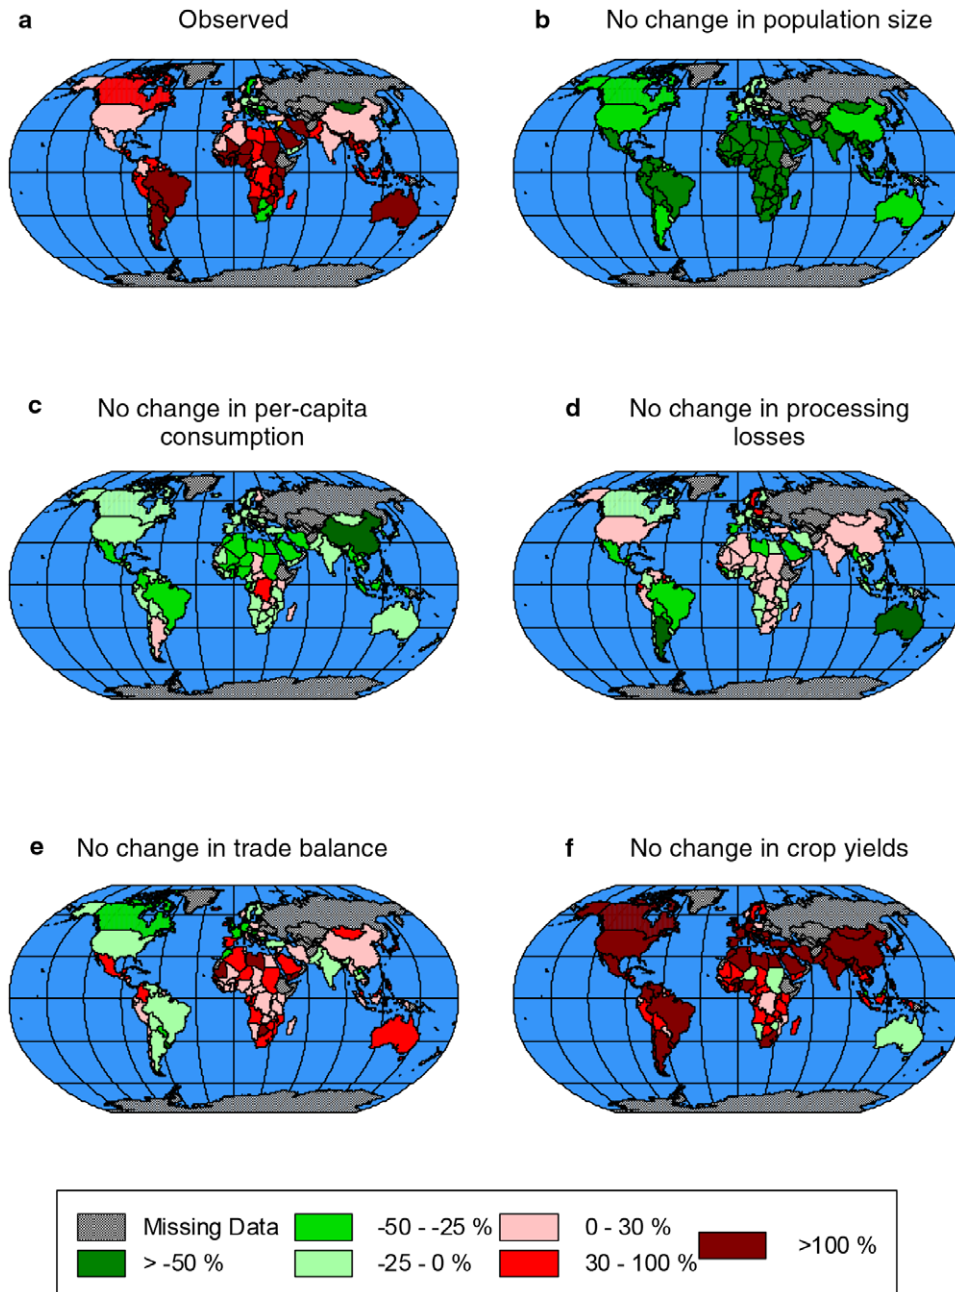 a Observed
b No change in population size
c No change in per-capita
consumption
d No change in processing
losses
e No change in trade balance
f No change in crop yields
Missing Data
> -50 %
-50 - -25 %
-25 - 0 %
0 - 30 %
30 - 100 %
>100 %